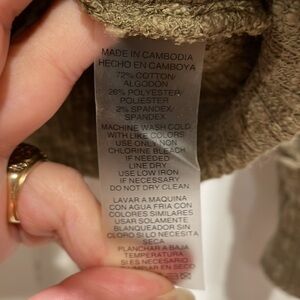 MADE IN CAMBODIA
HECHO EN CAMBOYA
72% COTTON/
ALGODON
26% POLYESTER/
POLIESTER
2% SPANDEX/
SPANDEX
MACHINE WASH COLD
WITH LIKE COLORS
USE ONLY NON
CHLORINE BLEACH
IF NEEDED
LINE DRY
USE LOW IRON
IF NECESSARY
DO NOT DRY CLEAN
LAVAR A MAQUINA
CON AGUA FRIA CON
COLORES SIMILARES
USAR SOLAMENTE
BLANQUEADOR SIN
CLORO SI LO NECESITA
SECA
PLANCHAR A BAJA
TEMPERATURA
SI ES NECESARIO
EN SECO